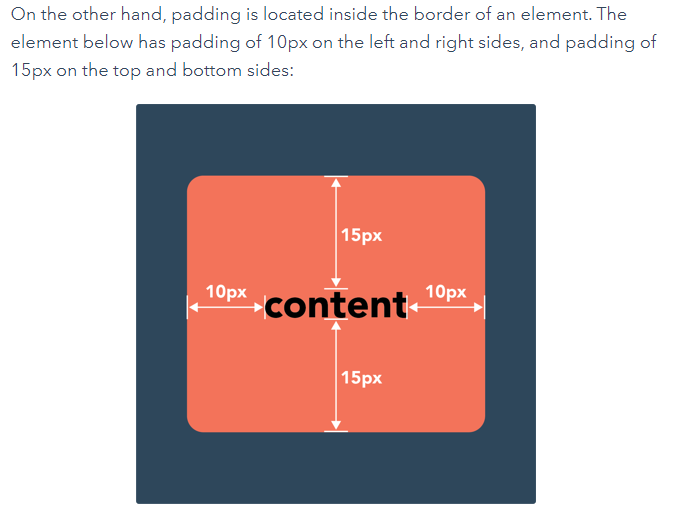 On the other hand, padding is located inside the border of an element. The
element below has padding of 10px on the left and right sides, and padding of
15px on the top and bottom sides:
15px
10px
content
10px
15px